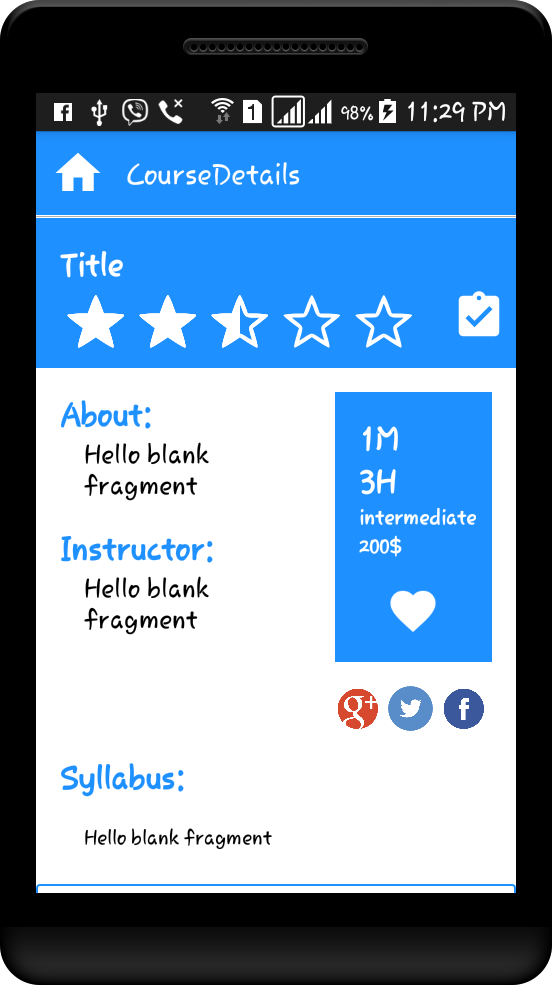 1 98% 11:29 PM
CourseDetails
Title
About:
Hello blank
fragment
Instructor:
Hello blank
fragment
1M
3H
intermediate
200$
g+ f
Syllabus:
Hello blank fragment